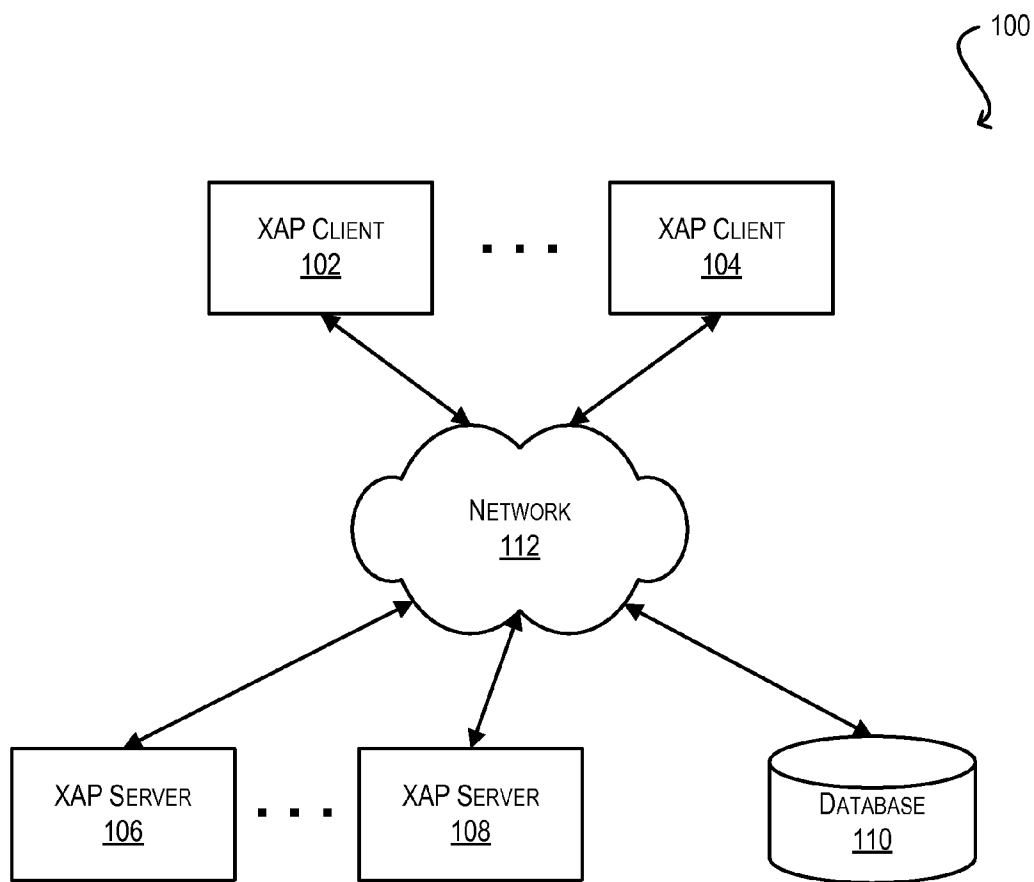 100
XAP CLIENT
102
XAP CLIENT
104
NETWORK
112
XAP SERVER
106
XAP SERVER
108
DATABASE
110